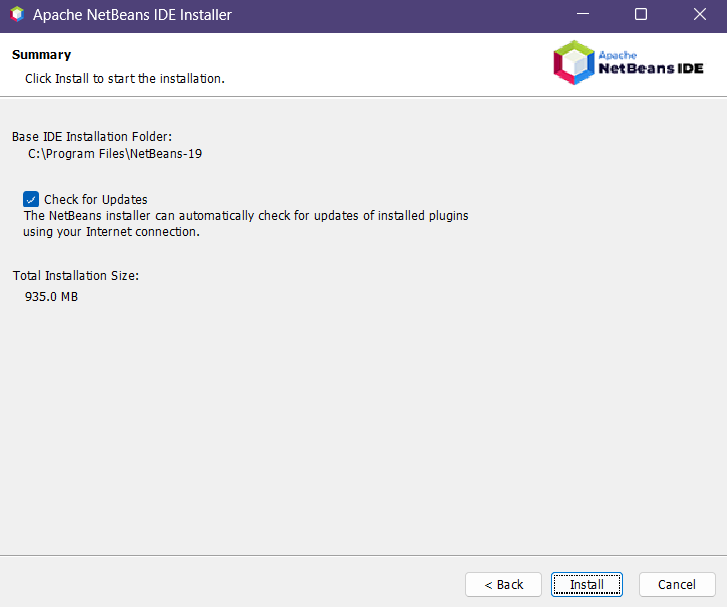 Apache NetBeans IDE Installer
Summary
Click Install to start the installation.
Apache
NetBeans IDE
Base IDE Installation Folder:
C:\Program Files\NetBeans-19
Check for Updates
The NetBeans installer can automatically check for updates of installed plugins
using your Internet connection.
Total Installation Size:
935.0 MB
< Back
Install
Cancel